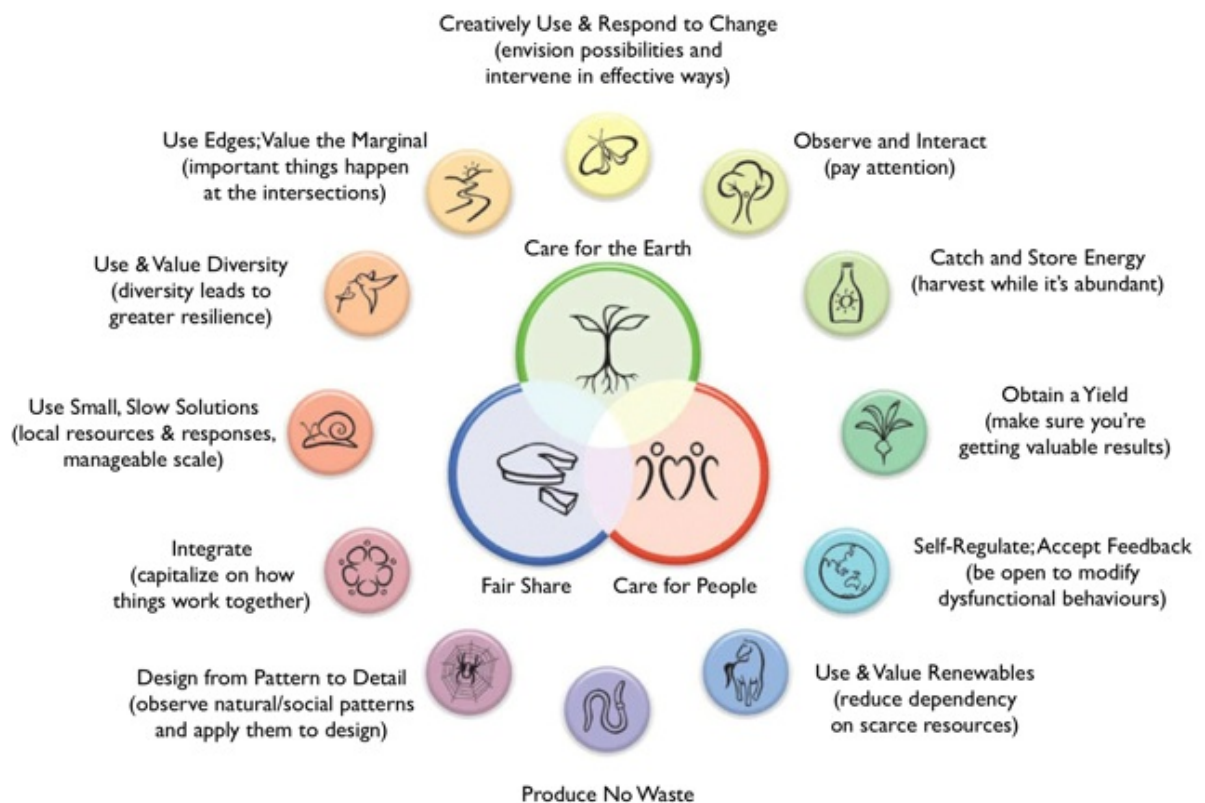 Creatively Use & Respond to Change
(envision possibilities and
intervene in effective ways)
Observe and Interact
(pay attention)
Catch and Store Energy
(harvest while it's abundant)
Obtain a Yield
(make sure you're
getting valuable results)
Self-Regulate; Accept Feedback
(be open to modify
dysfunctional behaviours)
Use & Value Renewables
(reduce dependency
on scarce resources)
Produce No Waste
Design from Pattern to Detail
(observe natural/social patterns
and apply them to design)
Integrate
(capitalize on how
things work together)
Use Small, Slow Solutions
(local resources & responses,
manageable scale)
Use & Value Diversity
(diversity leads to
greater resilience)
Use Edges; Value the Marginal
(important things happen
at the intersections)
Care for the Earth
Fair Share
Care for People